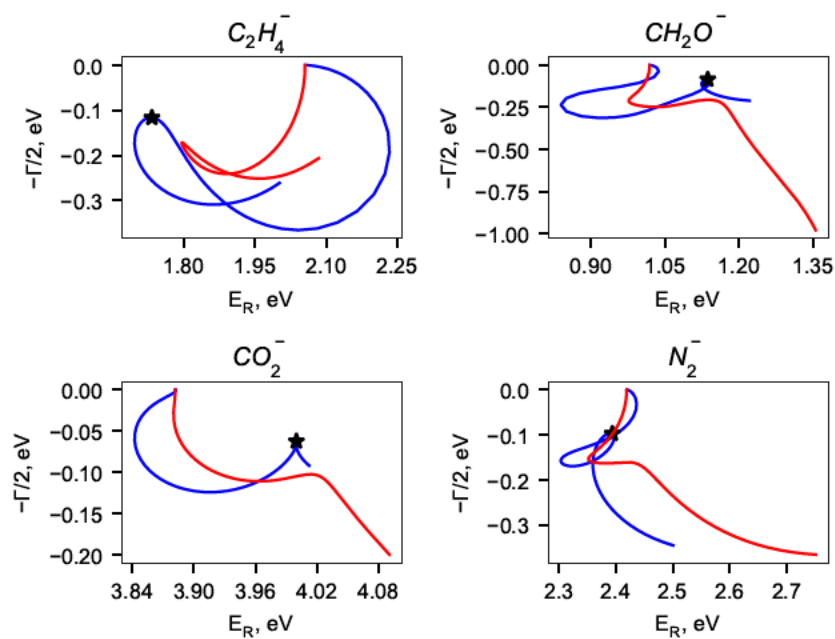 C₂H₄⁻
0.0
−0.1
−0.2
−0.3
−Γ/2, eV
1.80 1.95 2.10 2.25
E_R, eV
CH₂O⁻
0.00
−0.25
−0.50
−0.75
−1.00
−Γ/2, eV
0.90 1.05 1.20 1.35
E_R, eV
CO₂⁻
0.00
−0.05
−0.10
−0.15
−0.20
−Γ/2, eV
3.84 3.90 3.96 4.02 4.08
E_R, eV
N₂⁻
0.0
−0.1
−0.2
−0.3
−Γ/2, eV
2.3 2.4 2.5 2.6 2.7
E_R, eV